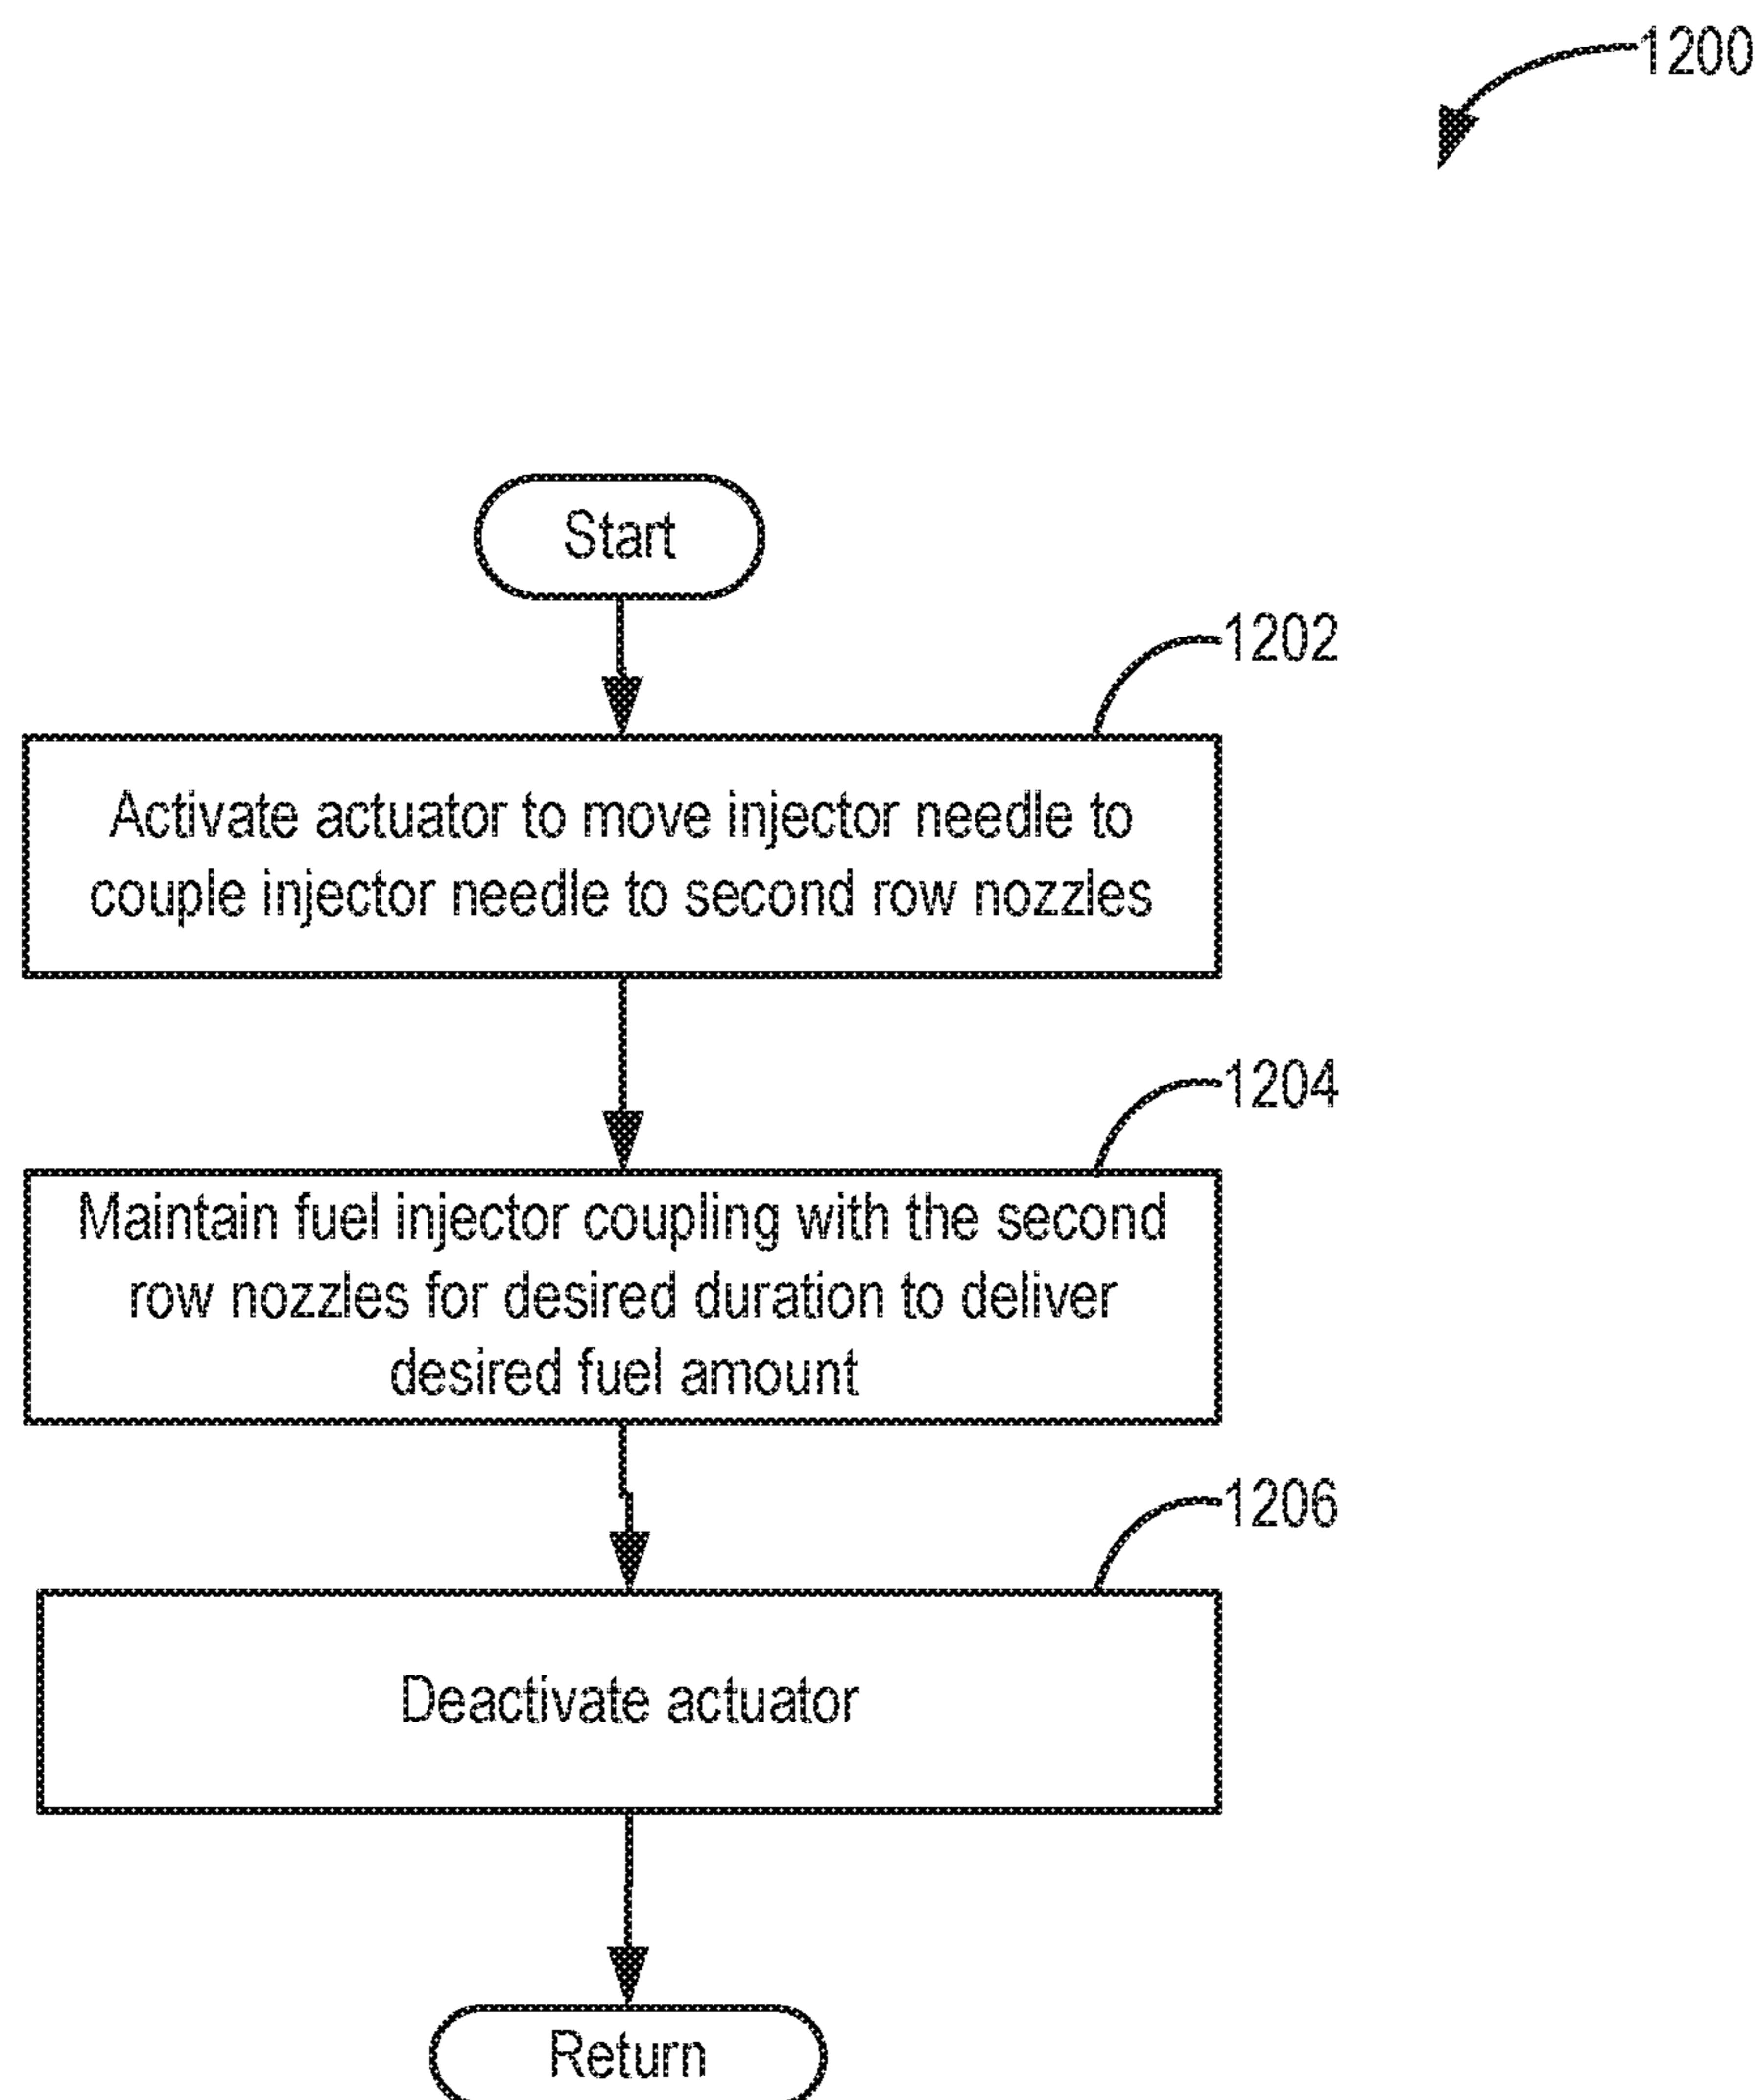 1200
Start
1202
Activate actuator to move injector needle to
couple injector needle to second row nozzles
1204
Maintain fuel injector coupling with the second
row nozzles for desired duration to deliver
desired fuel amount
1206
Deactivate actuator
Return